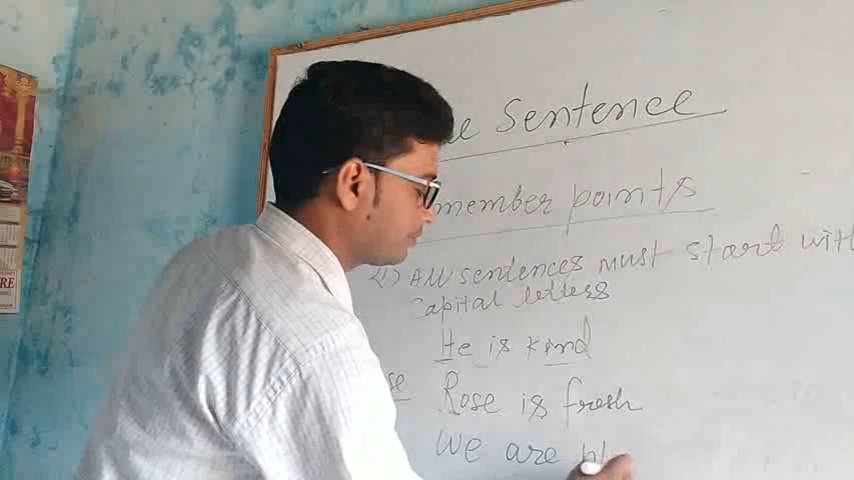 Sentence
member points
(1) All sentences must start with
Capital letters
He is kind
Rose is fresh
We are